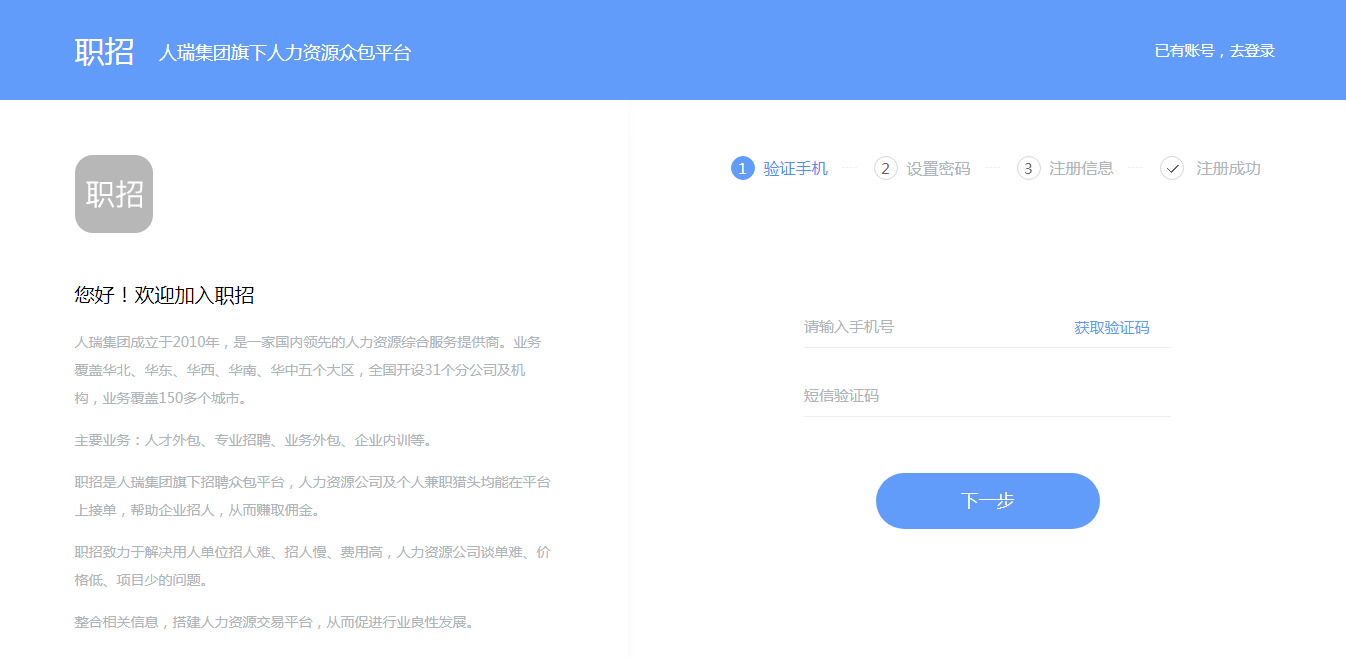 职招 人瑞集团旗下人力资源众包平台 已有账号，去登录
职招
您好！欢迎加入职招
人瑞集团成立于2010年，是一家国内领先的人力资源综合服务提供商。业务
覆盖华北、华东、华西、华南、华中五个大区，全国开设31个分公司及机
构，业务覆盖150多个城市。
主要业务：人才外包、专业招聘、业务外包、企业内训等。
职招是人瑞集团旗下招聘众包平台，人力资源公司及个人兼职猎头均能在平台
上接单，帮助企业招人，从而赚取佣金。
职招致力于解决用人单位招人难、招人慢、费用高，人力资源公司谈单难、价
格低、项目少的问题。
整合相关信息，搭建人力资源交易平台，从而促进行业良性发展。
1 验证手机 2 设置密码 3 注册信息 注册成功
请输入手机号 获取验证码
短信验证码
下一步